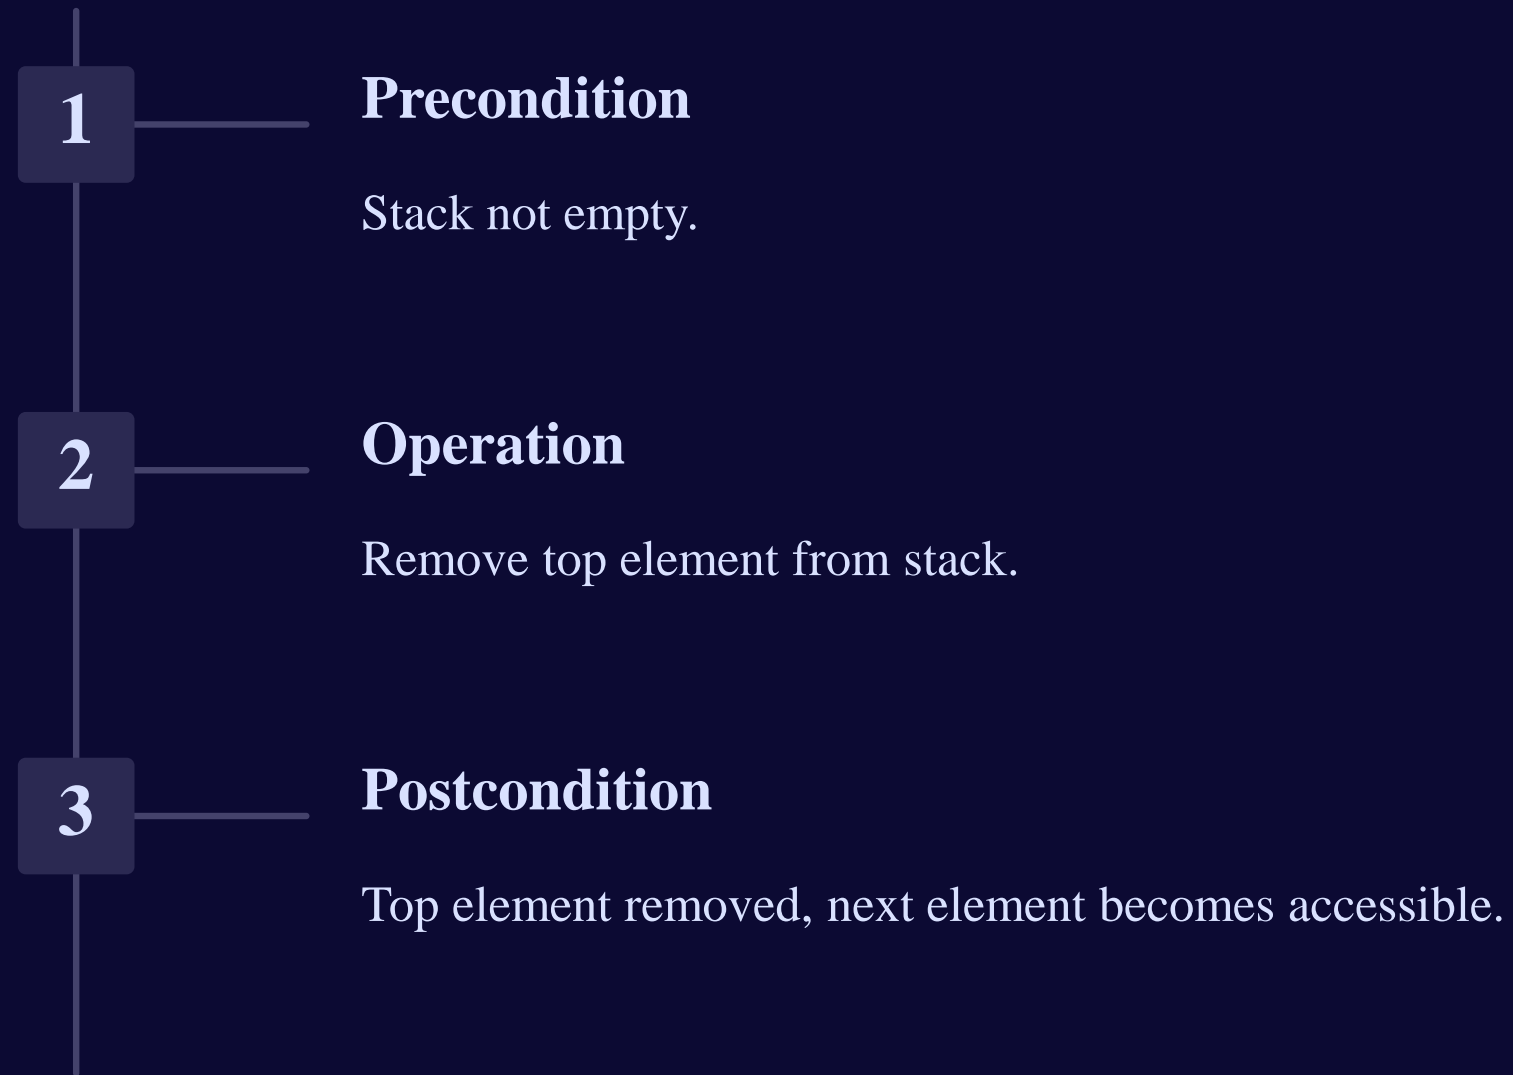 1
Precondition
Stack not empty.
2
Operation
Remove top element from stack.
3
Postcondition
Top element removed, next element becomes accessible.